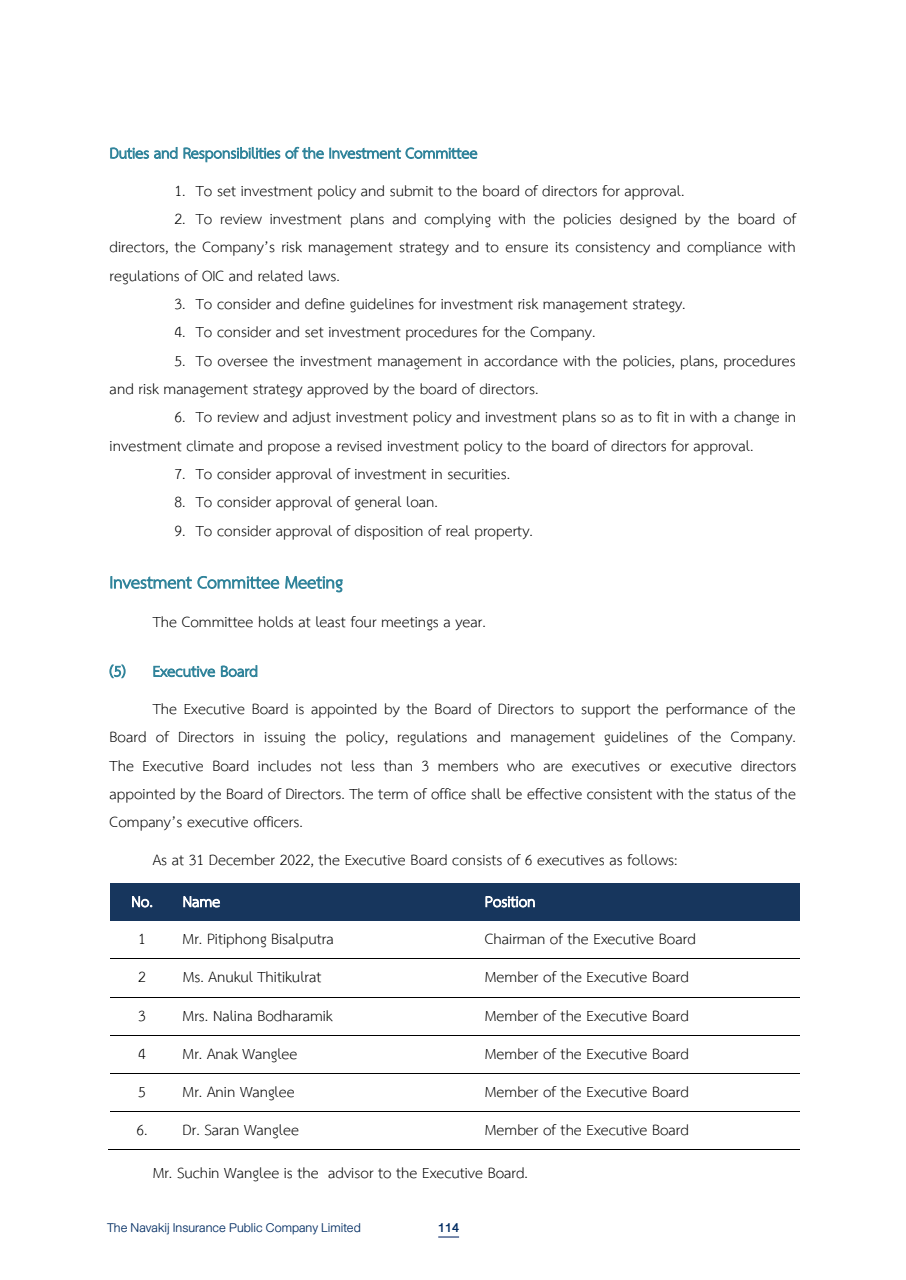 Duties and Responsibilities of the Investment Committee
1. To set investment policy and submit to the board of directors for approval.
2. To review investment plans and complying with the policies designed by the board of
directors, the Company's risk management strategy and to ensure its consistency and compliance with
regulations of OIC and related laws.
3. To consider and define guidelines for investment risk management strategy.
4. To consider and set investment procedures for the Company.
5. To oversee the investment management in accordance with the policies, plans, procedures
and risk management strategy approved by the board of directors.
6. To review and adjust investment policy and investment plans so as to fit in with a change in
investment climate and propose a revised investment policy to the board of directors for approval.
7. To consider approval of investment in securities.
8. To consider approval of general loan.
9. To consider approval of disposition of real property.
Investment Committee Meeting
The Committee holds at least four meetings a year.
(5) Executive Board
The Executive Board is appointed by the Board of Directors to support the performance of the
Board of Directors in issuing the policy, regulations and management guidelines of the Company.
The Executive Board includes not less than 3 members who are executives or executive directors
appointed by the Board of Directors. The term of office shall be effective consistent with the status of the
Company's executive officers.
As at 31 December 2022, the Executive Board consists of 6 executives as follows:
No. Name Position
1 Mr. Pitiphong Bisalputra Chairman of the Executive Board
2 Ms. Anukul Thitikulrat Member of the Executive Board
3 Mrs. Nalina Bodharamik Member of the Executive Board
4 Mr. Anak Wanglee Member of the Executive Board
5 Mr. Anin Wanglee Member of the Executive Board
6. Dr. Saran Wanglee Member of the Executive Board
Mr. Suchin Wanglee is the advisor to the Executive Board.
The Navakij Insurance Public Company Limited 114